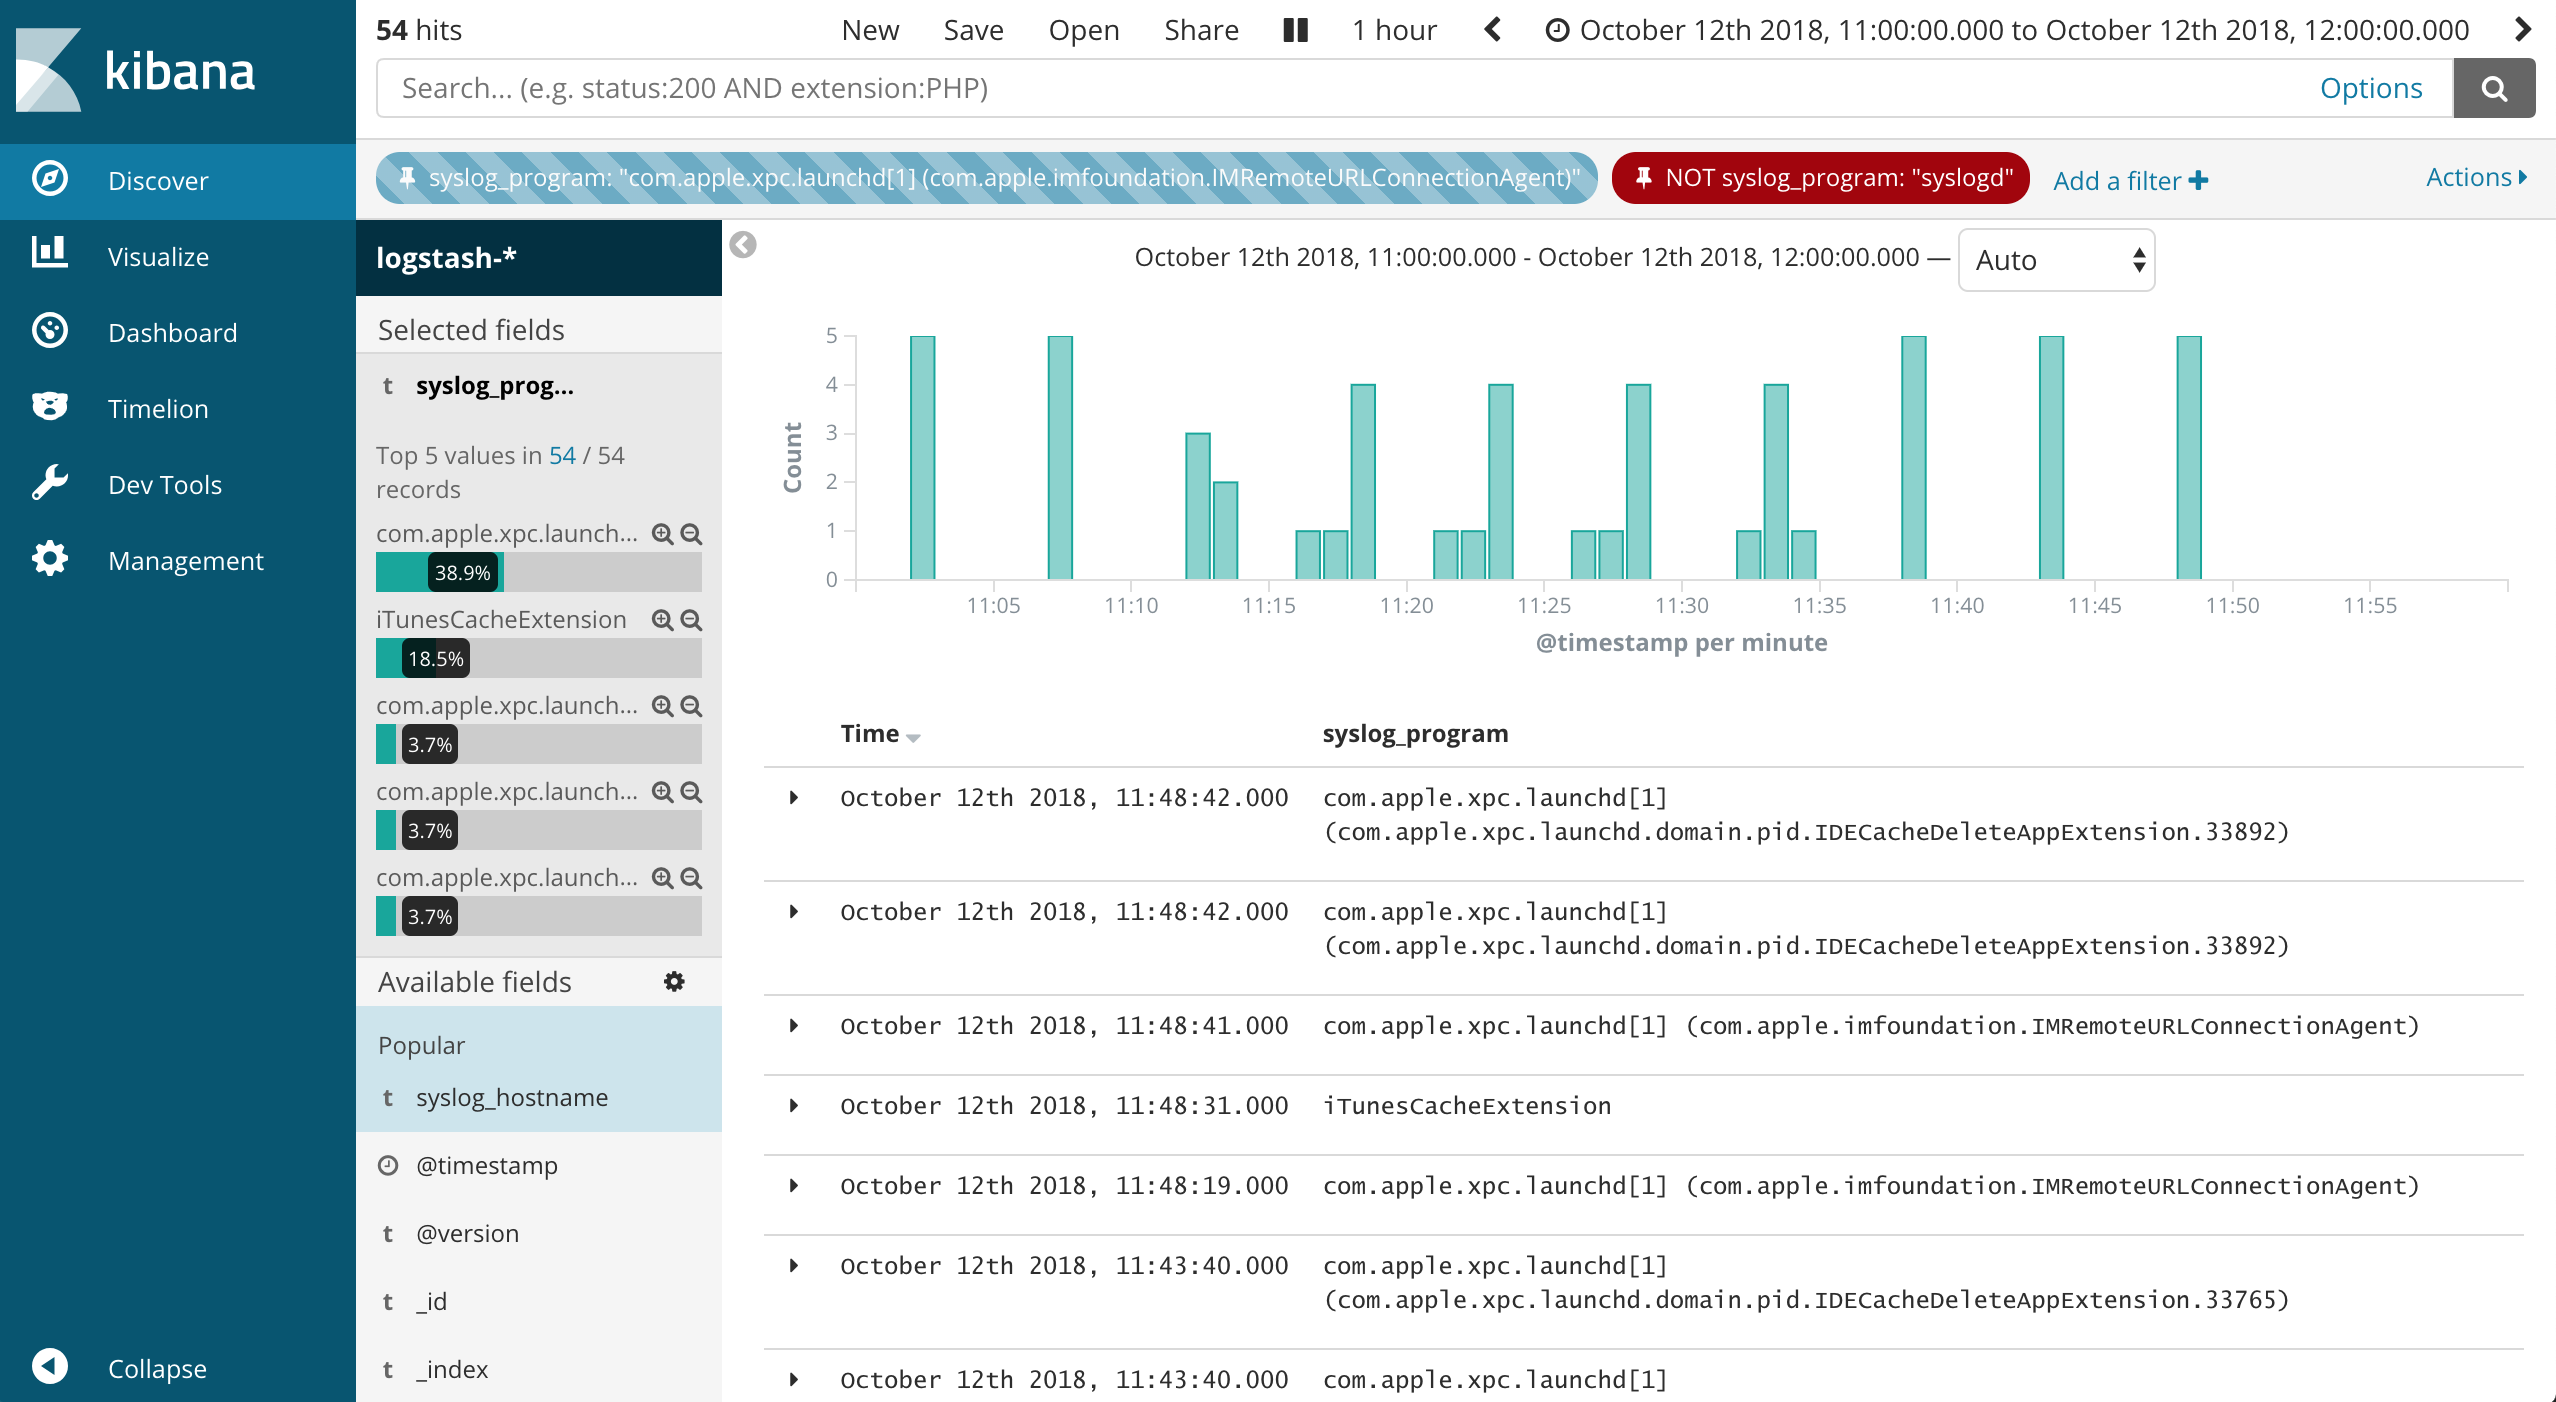 kibana
Discover
Visualize
Dashboard
Timelion
Dev Tools
Management
Collapse
54 hits
New Save Open Share 1 hour October 12th 2018, 11:00:00.000 to October 12th 2018, 12:00:00.000
Search... (e.g. status:200 AND extension:PHP) Options
syslog_program: "com.apple.xpc.launchd[1] (com.apple.imfoundation.IMRemoteURLConnectionAgent)" NOT syslog_program: "syslogd" Add a filter Actions
logstash-*
Selected fields
t syslog_prog...
Top 5 values in 54 / 54
records
com.apple.xpc.launch...
38.9%
iTunesCacheExtension
18.5%
com.apple.xpc.launch...
3.7%
com.apple.xpc.launch...
3.7%
com.apple.xpc.launch...
3.7%
Available fields
Popular
t syslog_hostname
@timestamp
t @version
t _id
t _index
October 12th 2018, 11:00:00.000 - October 12th 2018, 12:00:00.000 — Auto
Count
5
4
3
2
1
0
11:05 11:10 11:15 11:20 11:25 11:30 11:35 11:40 11:45 11:50 11:55
@timestamp per minute
Time syslog_program
October 12th 2018, 11:48:42.000 com.apple.xpc.launchd[1]
(com.apple.xpc.launchd.domain.pid.IDECacheDeleteAppExtension.33892)
October 12th 2018, 11:48:42.000 com.apple.xpc.launchd[1]
(com.apple.xpc.launchd.domain.pid.IDECacheDeleteAppExtension.33892)
October 12th 2018, 11:48:41.000 com.apple.xpc.launchd[1] (com.apple.imfoundation.IMRemoteURLConnectionAgent)
October 12th 2018, 11:48:31.000 iTunesCacheExtension
October 12th 2018, 11:48:19.000 com.apple.xpc.launchd[1] (com.apple.imfoundation.IMRemoteURLConnectionAgent)
October 12th 2018, 11:43:40.000 com.apple.xpc.launchd[1]
(com.apple.xpc.launchd.domain.pid.IDECacheDeleteAppExtension.33765)
October 12th 2018, 11:43:40.000 com.apple.xpc.launchd[1]